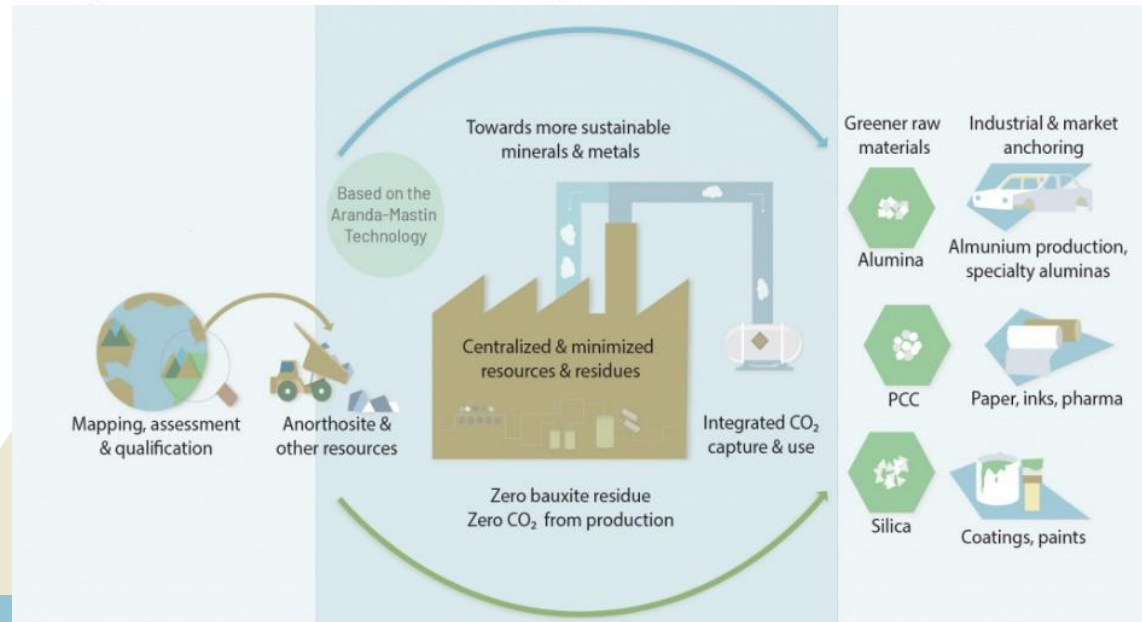 Towards more sustainable
minerals & metals
Based on the
Aranda-Mastin
Technology
Mapping, assessment
& qualification
Anorthosite &
other resources
Centralized & minimized
resources & residues
Integrated CO₂
capture & use
Zero bauxite residue
Zero CO₂ from production
Greener raw
materials
Industrial & market
anchoring
Alumina
Almunium production,
specialty aluminas
PCC
Paper, inks, pharma
Silica
Coatings, paints